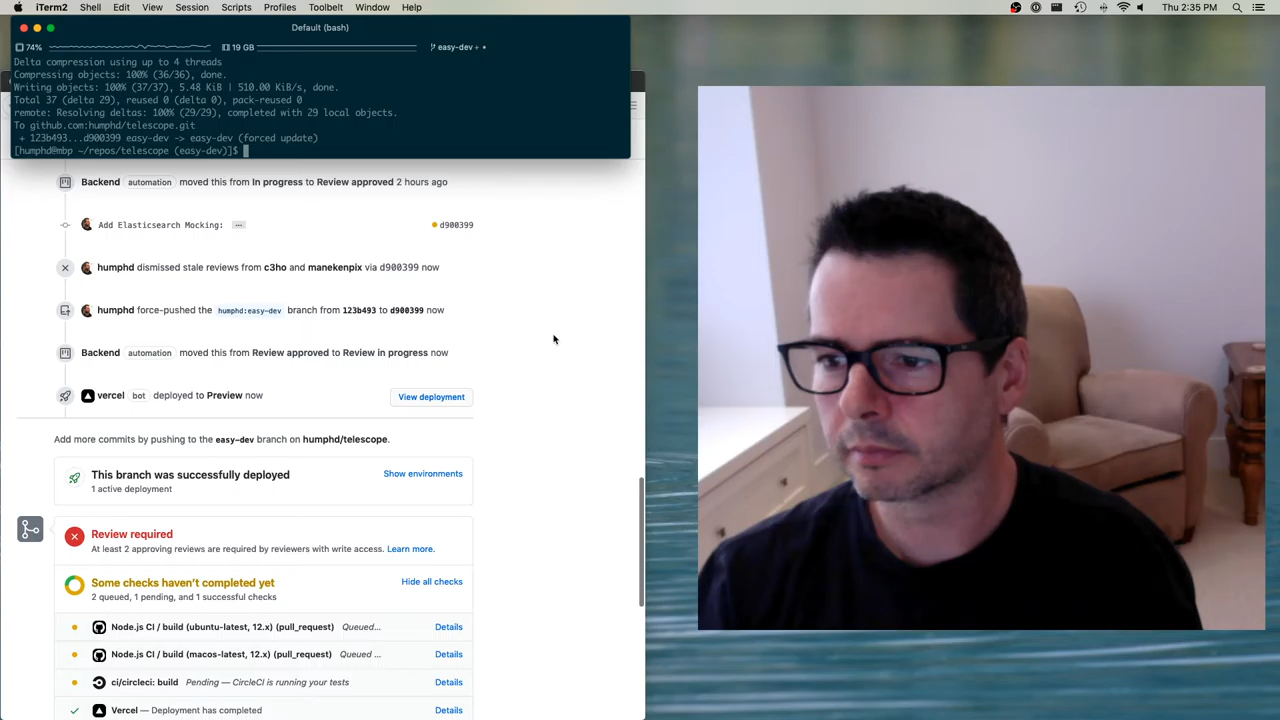 iTerm2 Shell Edit View Session Scripts Profiles Toolbelt Window Help
Thu 2:35 PM
Default (bash)
74% 19 GB easy-dev + •
Delta compression using up to 4 threads
Compressing objects: 100% (36/36), done.
Writing objects: 100% (37/37), 5.48 KiB | 510.00 KiB/s, done.
Total 37 (delta 29), reused 0 (delta 0), pack-reused 0
remote: Resolving deltas: 100% (29/29), completed with 29 local objects.
To github.com:humphd/telescope.git
+ 123b493...d900399 easy-dev -> easy-dev (forced update)
[humphd@mbp ~/repos/telescope (easy-dev)]$
Backend automation moved this from In progress to Review approved 2 hours ago
Add Elasticsearch Mocking: ... d900399
humphd dismissed stale reviews from c3ho and manekenpix via d900399 now
humphd force-pushed the humphd:easy-dev branch from 123b493 to d900399 now
Backend automation moved this from Review approved to Review in progress now
vercel bot deployed to Preview now View deployment
Add more commits by pushing to the easy-dev branch on humphd/telescope.
This branch was successfully deployed Show environments
1 active deployment
Review required
At least 2 approving reviews are required by reviewers with write access. Learn more.
Some checks haven't completed yet Hide all checks
2 queued, 1 pending, and 1 successful checks
Node.js CI / build (ubuntu-latest, 12.x) (pull_request) Queued... Details
Node.js CI / build (macos-latest, 12.x) (pull_request) Queued ... Details
ci/circleci: build Pending — CircleCI is running your tests Details
Vercel — Deployment has completed Details